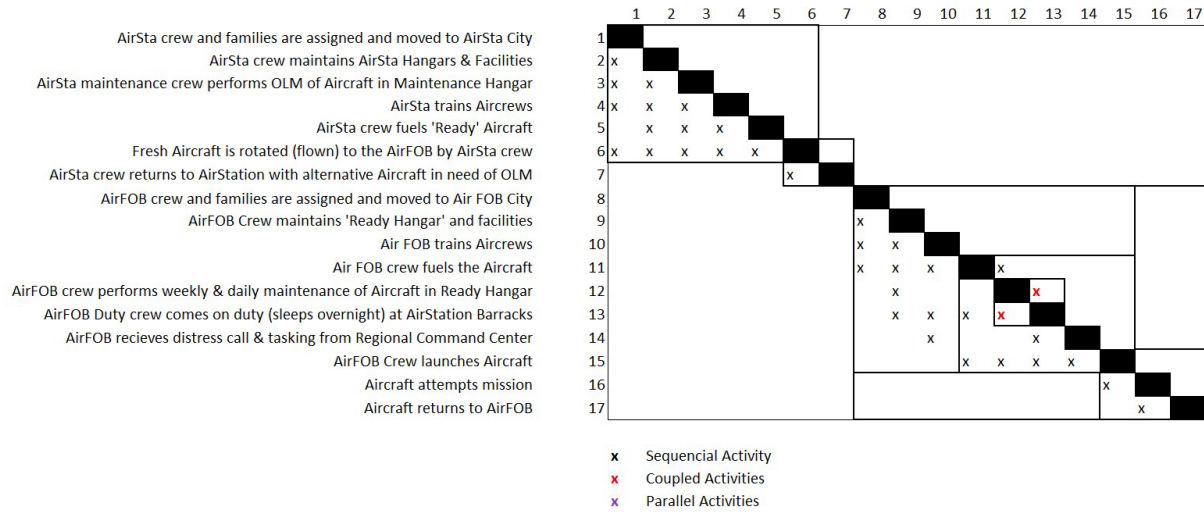 1 2 3 4 5 6 7 8 9 10 11 12 13 14 15 16 17
AirSta crew and families are assigned and moved to AirSta City 1
AirSta crew maintains AirSta Hangars & Facilities 2 x
AirSta maintenance crew performs OLM of Aircraft in Maintenance Hangar 3 x x
AirSta trains Aircrews 4 x x x
AirSta crew fuels 'Ready' Aircraft 5 x x x
Fresh Aircraft is rotated (flown) to the AirFOB by AirSta crew 6 x x x x x
AirSta crew returns to AirStation with alternative Aircraft in need of OLM 7 x
AirFOB crew and families are assigned and moved to Air FOB City 8
AirFOB Crew maintains 'Ready Hangar' and facilities 9 x
Air FOB trains Aircrews 10 x x
Air FOB crew fuels the Aircraft 11 x x x x
AirFOB crew performs weekly & daily maintenance of Aircraft in Ready Hangar 12 x x
AirFOB Duty crew comes on duty (sleeps overnight) at AirStation Barracks 13 x x x x
AirFOB recieves distress call & tasking from Regional Command Center 14 x x
AirFOB Crew launches Aircraft 15 x x x x
Aircraft attempts mission 16 x
Aircraft returns to AirFOB 17 x
x Sequencial Activity
x Coupled Activities
x Parallel Activities